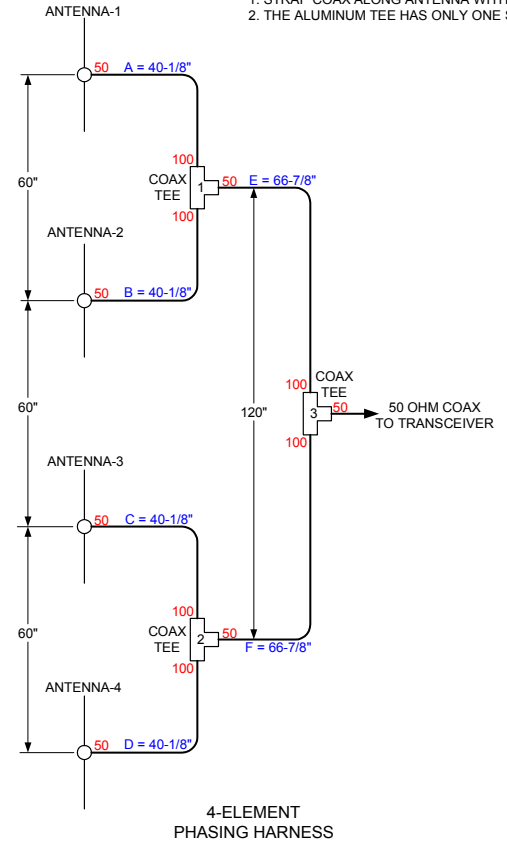 1. STRAP COAX ALONG ANTENNA WITH
2. THE ALUMINUM TEE HAS ONLY ONE
ANTENNA-1
50 A = 40-1/8"
100
60"
COAX
TEE
1
50 E = 66-7/8"
100
ANTENNA-2
50 B = 40-1/8"
100
COAX
TEE
60"
120"
3
50
50 OHM COAX
TO TRANSCEIVER
100
ANTENNA-3
50 C = 40-1/8"
100
60"
COAX
TEE
2
50
F = 66-7/8"
100
ANTENNA-4
50 D = 40-1/8"
4-ELEMENT
PHASING HARNESS